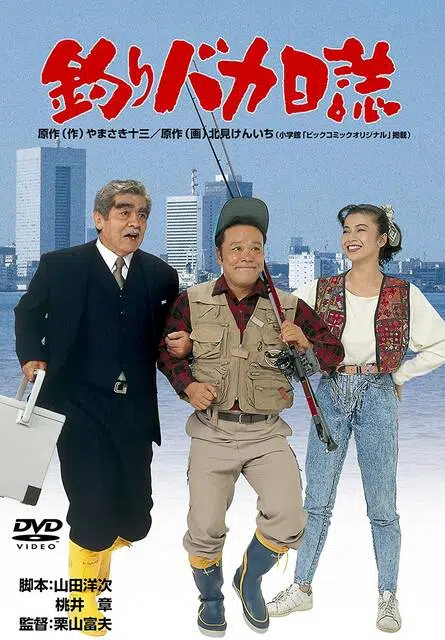 釣りバカ日誌
原作(作)やまさき十三/原作(画)北見けんいち(小学館「ビックコミックオリジナル」掲載)
DVD
VIDEO
脚本:山田洋次
桃井 章
監督:栗山富夫